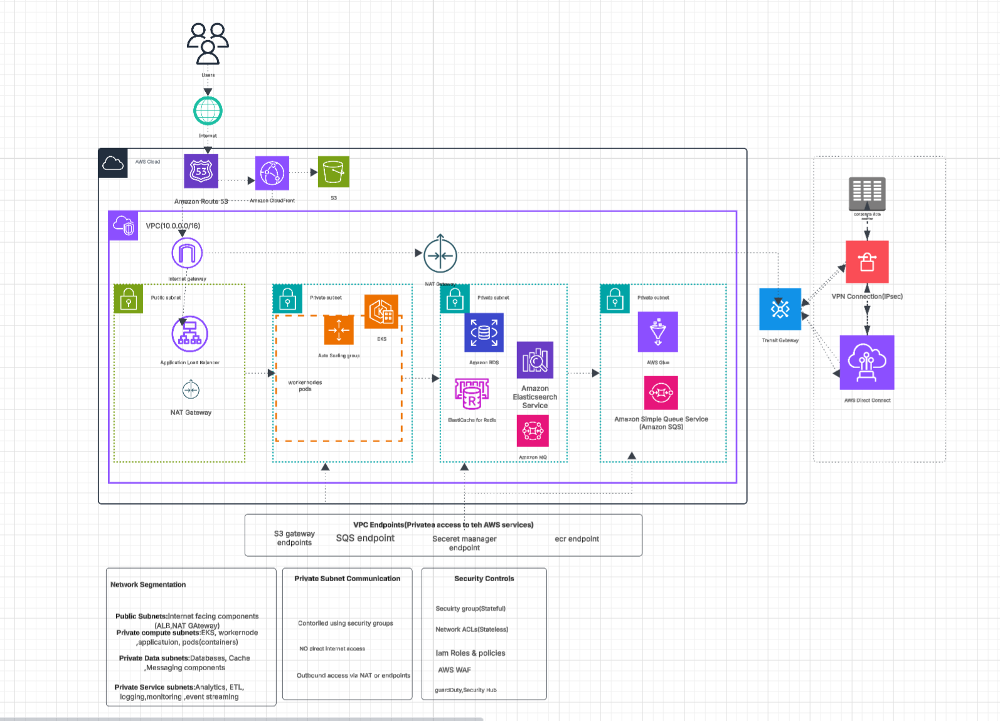 Users
Internet
AWS Cloud
53
Amazon Route 53
Amazon CloudFront
S3
VPC(10.0.0.0/16)
Internet gateway
NAT Gateway
Public subnet
Private subnet
Private subnet
Private subnet
K
EKS
Auto Scaling group
Application Load Balancer
workernodes
pods
NAT Gateway
Amazon RDS
Amazon
Elasticsearch
Service
R
ElastiCache for Redis
Amazon MQ
AWS Glue
Amazon Simple Queue Service
(Amazon SQS)
Transit Gateway
corporate data
center
VPN Connection(IPsec)
AWS Direct Connect
VPC Endpoints(Privatea access to teh AWS services)
S3 gateway
endpoints
SQS endpoint
Seceret maanager
endpoint
ecr endpoint
Network Segmentation
Public Subnets:Internet facing components
(ALB,NAT GAteway)
Private compute subnets:EKS, workernode
,applicatuion, pods(containers)
Private Data subnets:Databases, Cache
,Messaging components
Private Service subnets:Analytics, ETL,
logging,monitoring ,event streaming
Private Subnet Communication
Contorlled using security groups
NO direct internet access
Outbound access via NAT or endpoints
Security Controls
Secuirty group(Stateful)
Network ACLs(Stateless)
Iam Roles & policies
AWS WAF
guardDuty,Security Hub